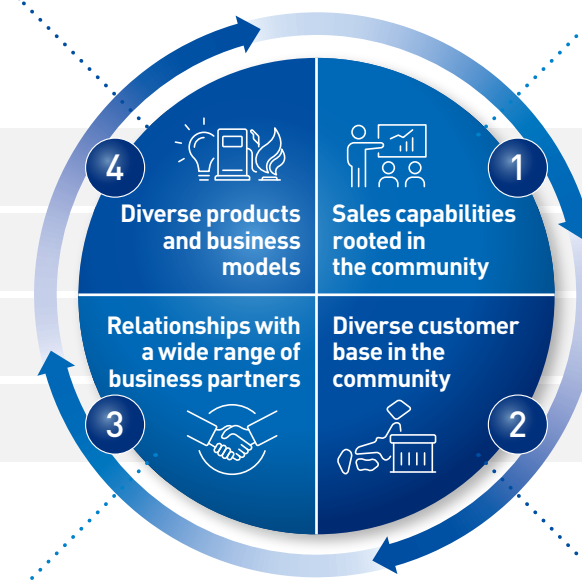 1
Sales capabilities
rooted in
the community
2
Diverse customer
base in the
community
3
Relationships with
a wide range of
business partners
4
Diverse products
and business
models